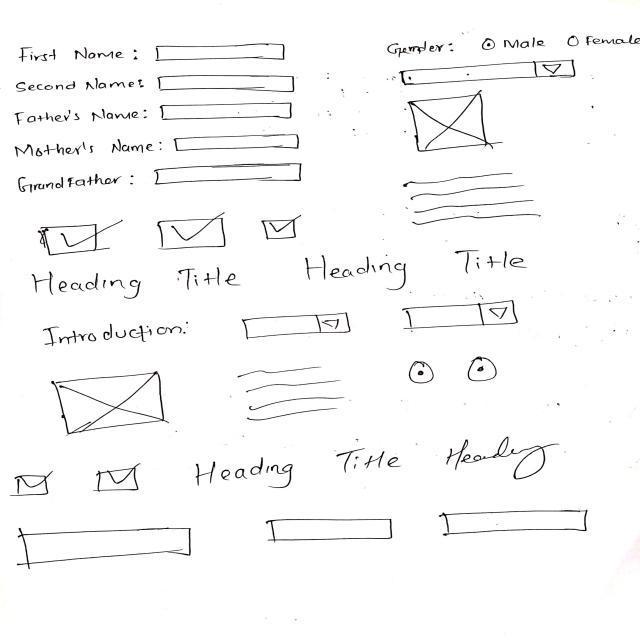 First Name :
Second Name :
Father's Name :
Mother's Name :
Grandfather :
Gender : Male Female
Heading Title Heading Title
Introduction:
Heading Title Heading